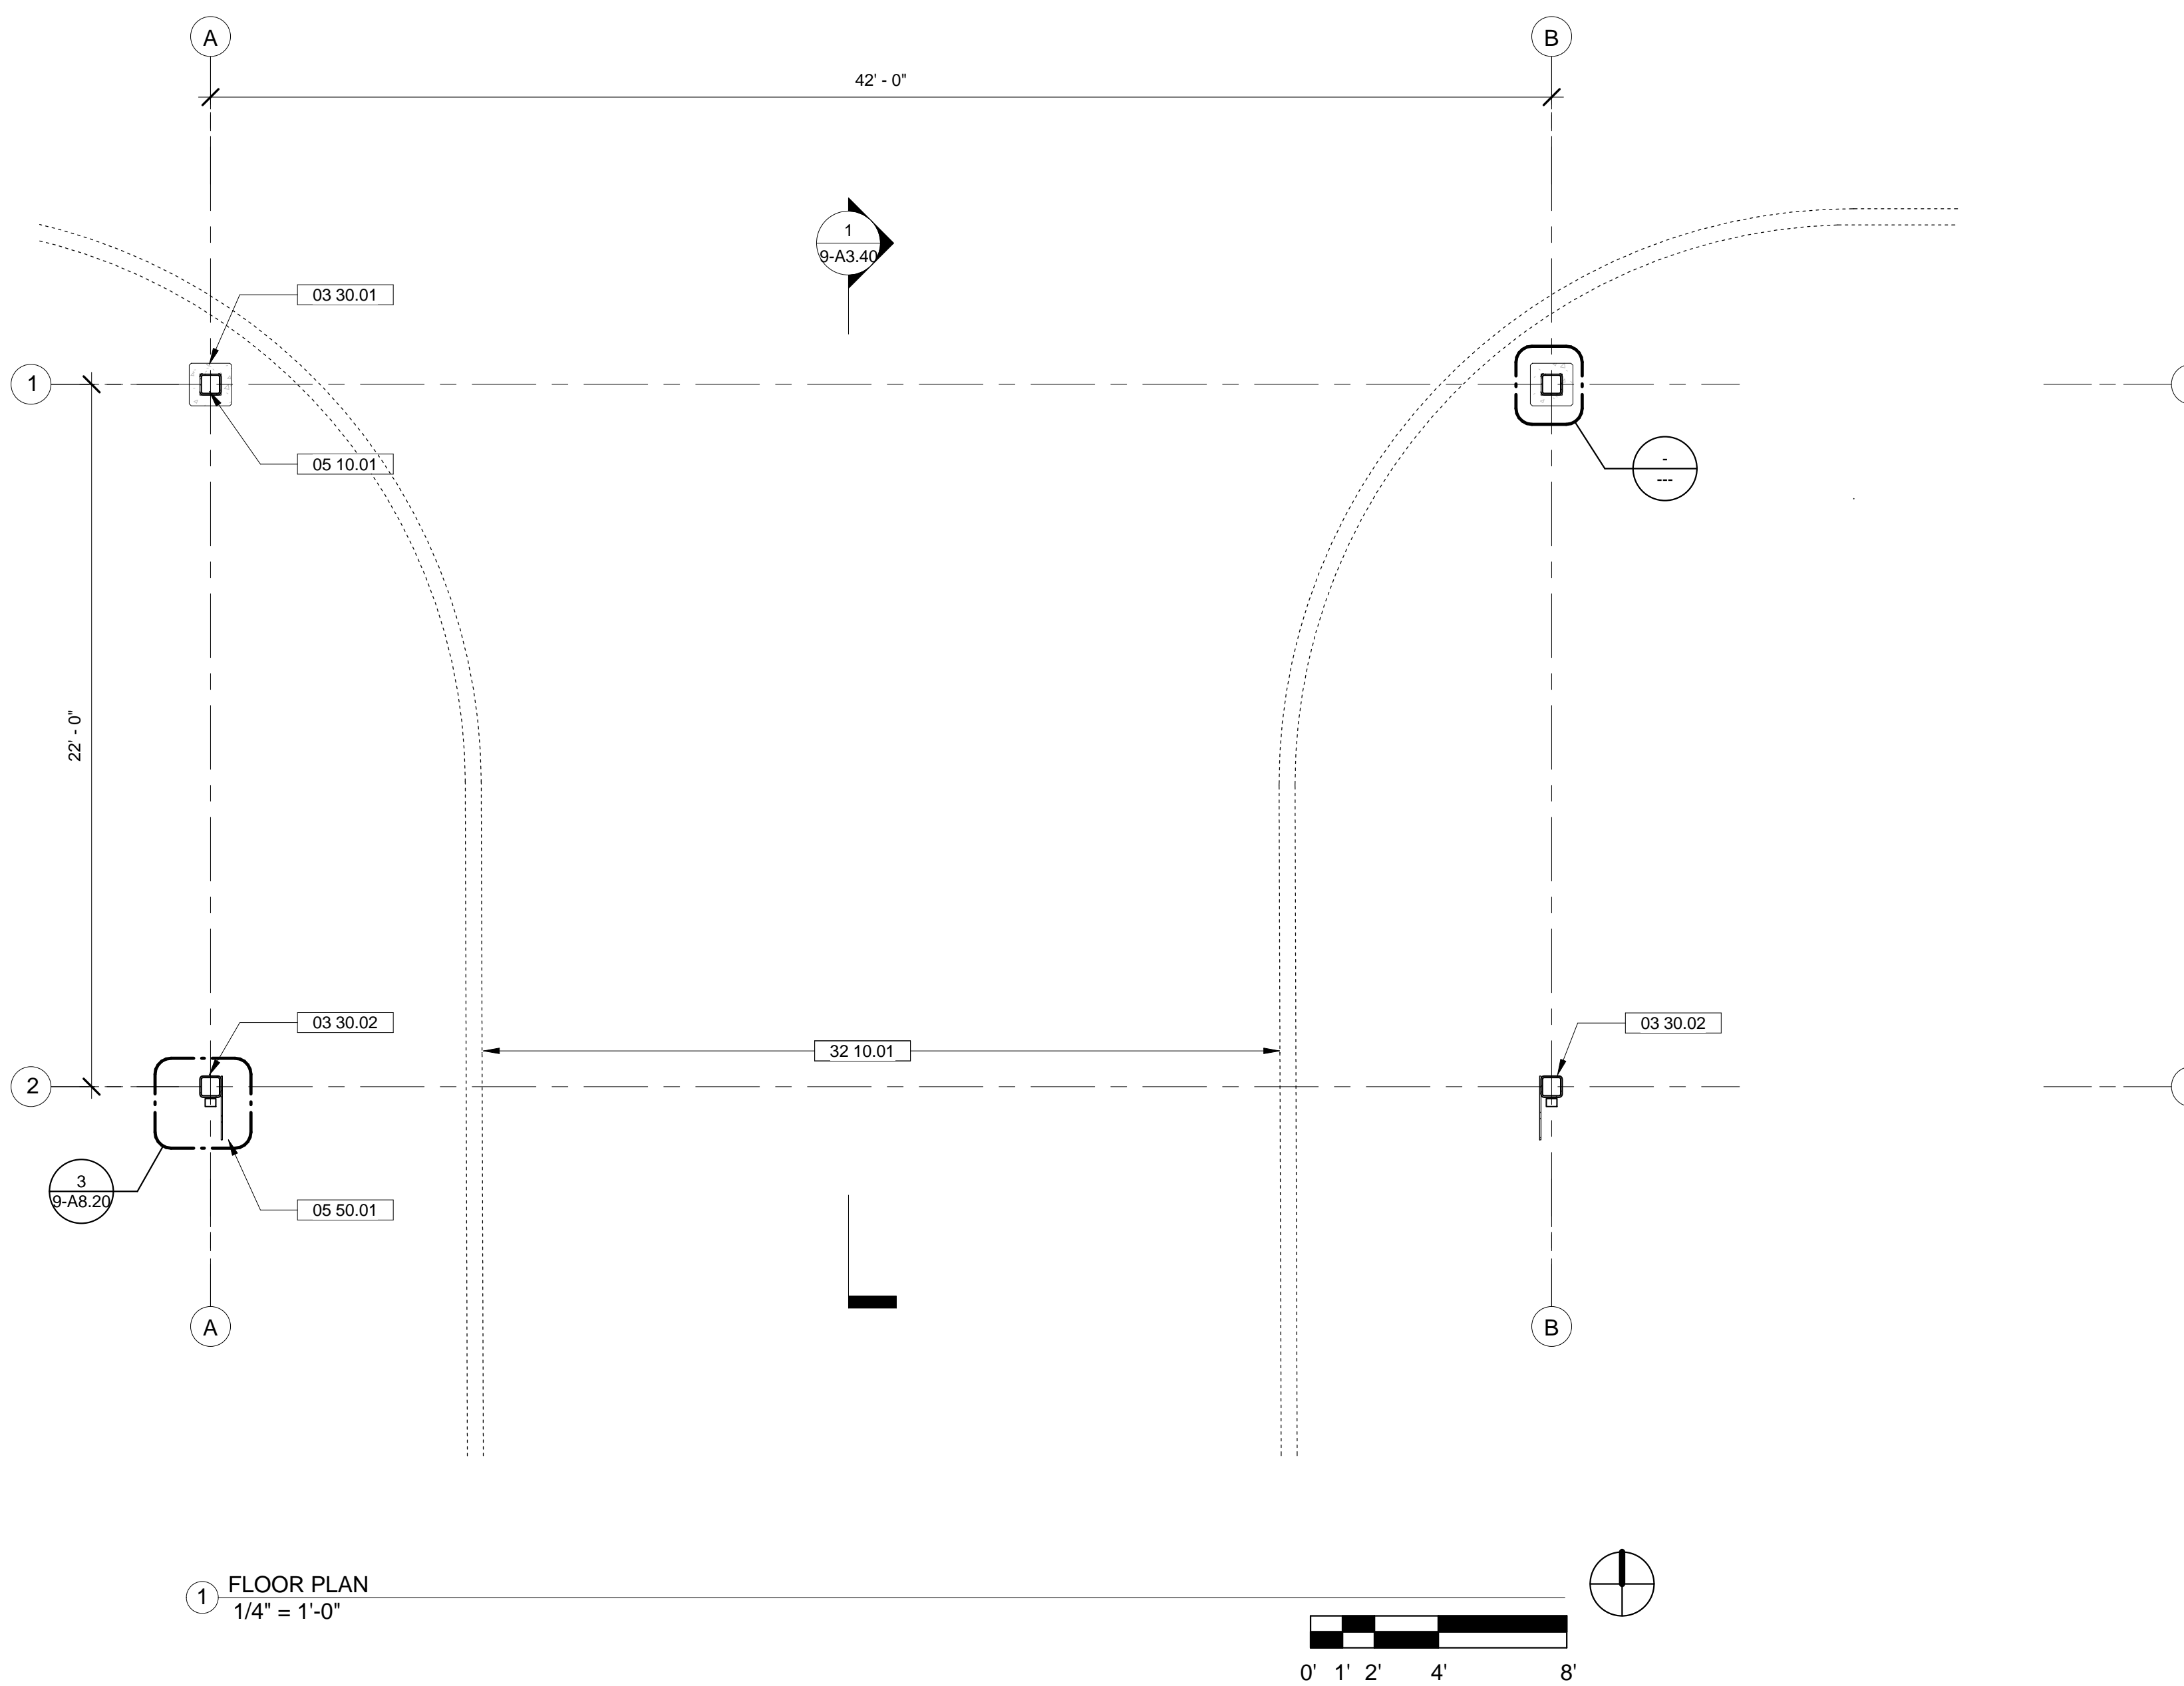 A
B
42' - 0"
1
9-A3.40
03 30.01
1
05 10.01
-
---
22' - 0"
03 30.02
03 30.02
32 10.01
2
3
9-A8.20
05 50.01
A
B
1
FLOOR PLAN
1/4" = 1'-0"
0' 1' 2' 4' 8'